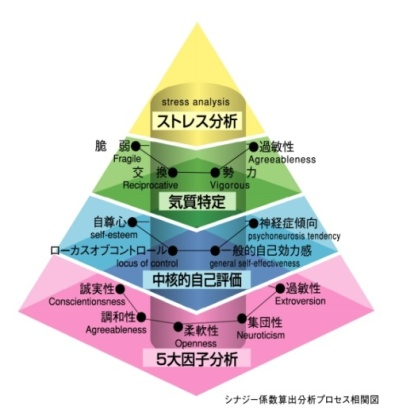 stress analysis
ストレス分析
脆 弱
Fragile
過敏性
Agreeableness
交 換
Reciprocative
勢 力
Vigorous
気質特定
自尊心
self-esteem
神経症傾向
psychoneurosis tendency
ローカスオブコントロール
locus of control
一般的自己効力感
general self-effectiveness
中核的自己評価
誠実性
Conscientionsness
過敏性
Extroversion
調和性
Agreeableness
集団性
Neuroticism
柔軟性
Openness
5大因子分析
シナジー係数算出分析プロセス相関図